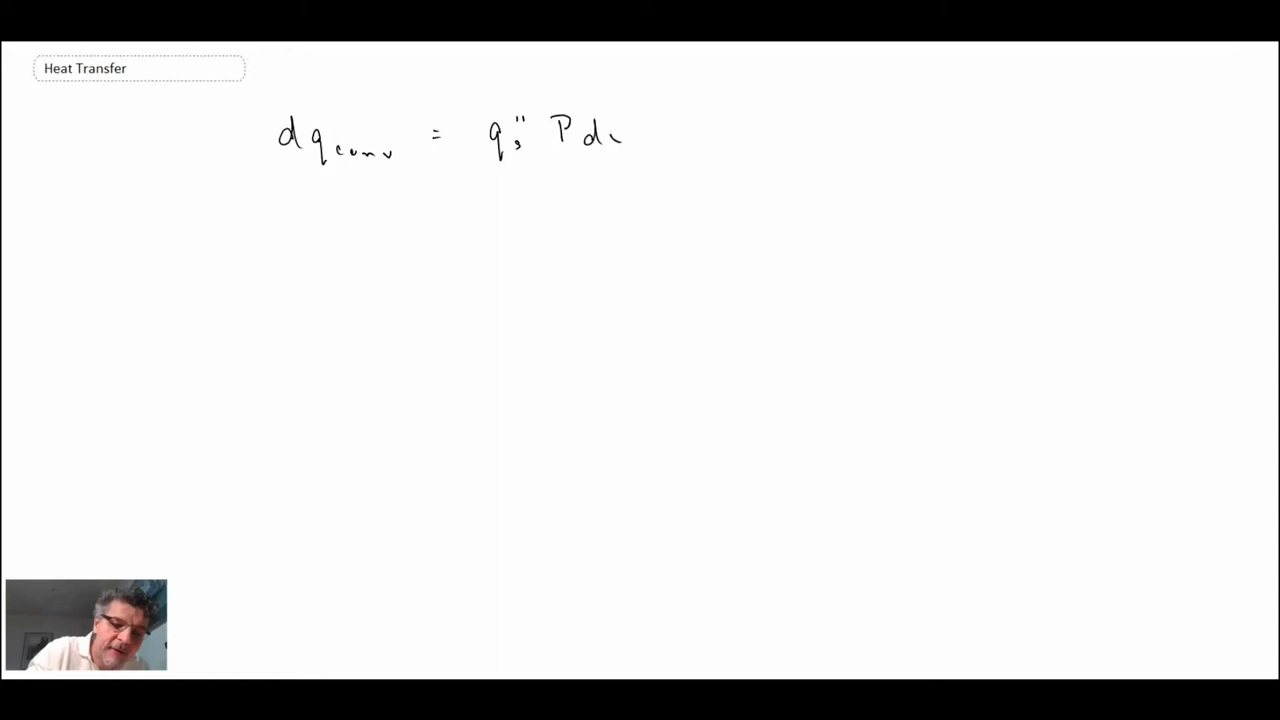 Heat Transfer
dq_conv = q_s'' P d